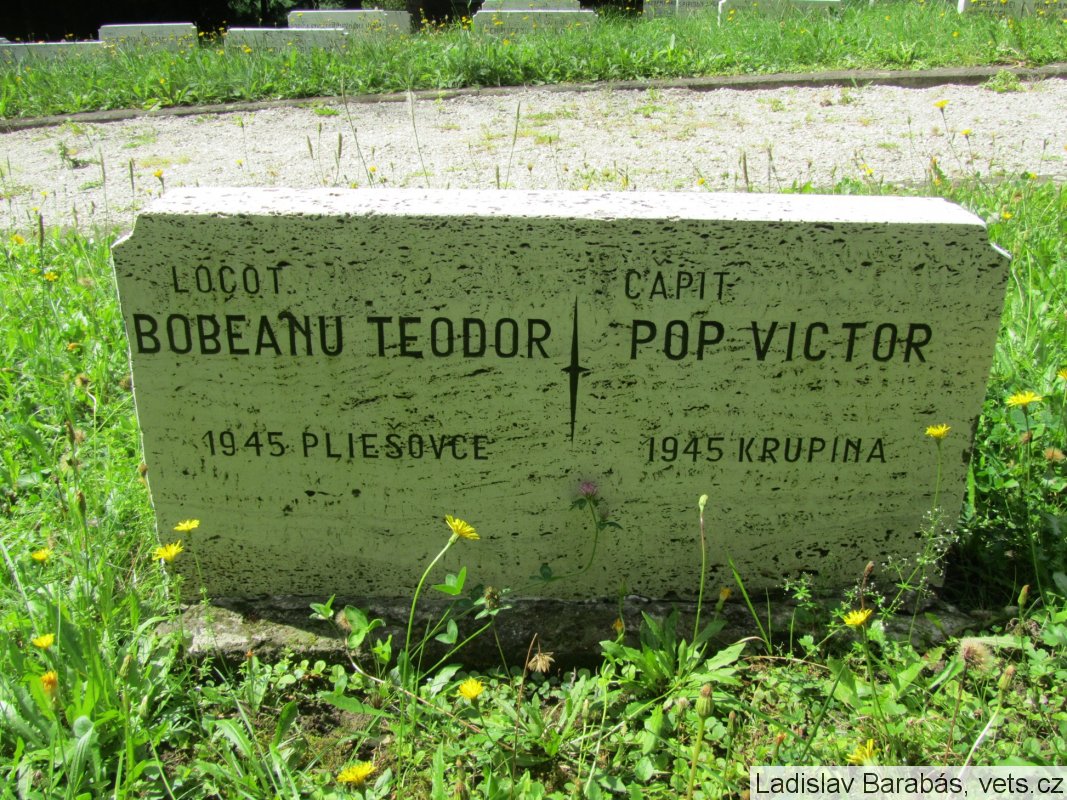 LOCOT.
BOBEANU TEODOR
1945 PLIEŠOVCE
CAPIT.
POP VICTOR
1945 KRUPINA
Ladislav Barabás, vets.cz